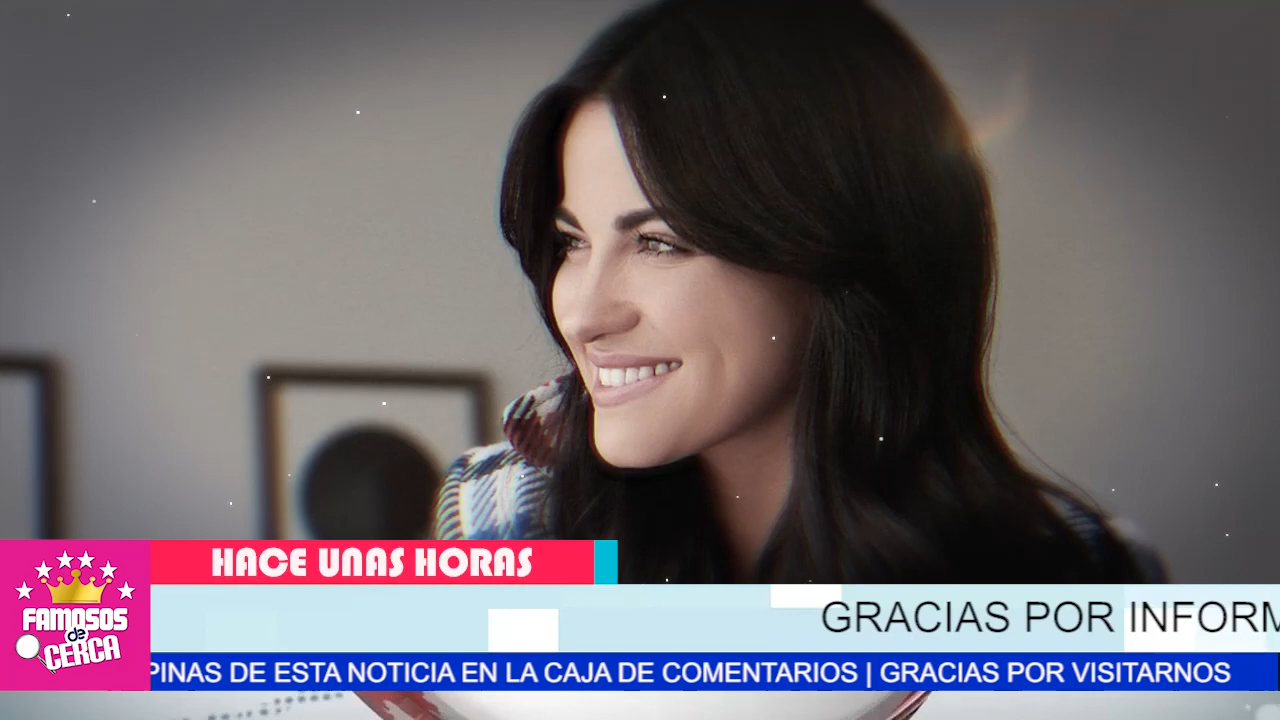 HACE UNAS HORAS
FAMOSOS
de
CERCA
GRACIAS POR INFORM
PINAS DE ESTA NOTICIA EN LA CAJA DE COMENTARIOS | GRACIAS POR VISITARNOS